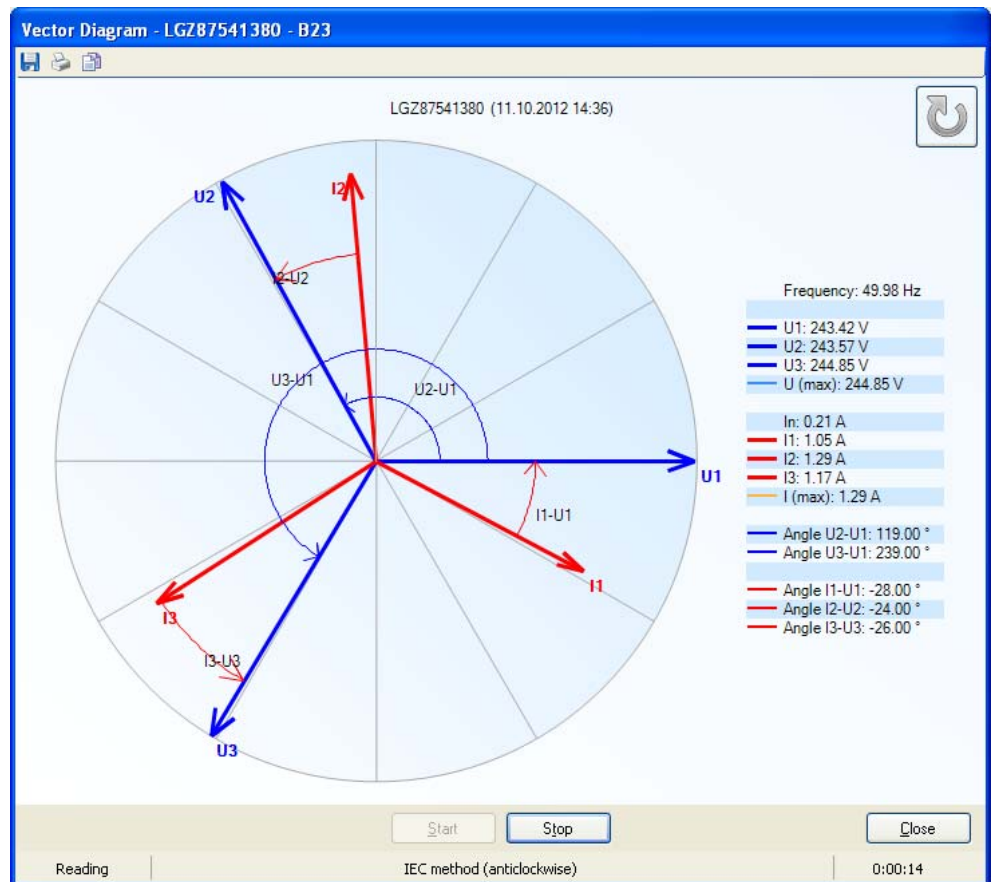 Vector Diagram - LGZ87541380 - B23
LGZ87541380 (11.10.2012 14:36)
U2
I2
I2-U2
U3-U1
U2-U1
U1
I1-U1
I1
I3
I3-U3
U3
Frequency: 49.98 Hz
U1: 243.42 V
U2: 243.57 V
U3: 244.85 V
U (max): 244.85 V
In: 0.21 A
I1: 1.05 A
I2: 1.29 A
I3: 1.17 A
I (max): 1.29 A
Angle U2-U1: 119.00 °
Angle U3-U1: 239.00 °
Angle I1-U1: -28.00 °
Angle I2-U2: -24.00 °
Angle I3-U3: -26.00 °
Start
Stop
Close
Reading
IEC method (anticlockwise)
0:00:14